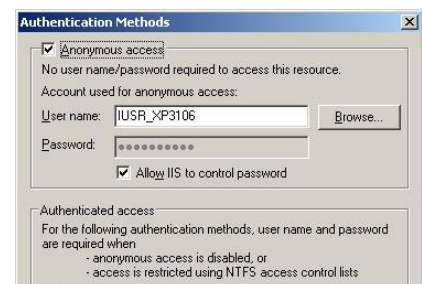 Authentication Methods
Anonymous access
No user name/password required to access this resource.
Account used for anonymous access:
User name: IUSR_XP3106 Browse...
Password: ●●●●●●●●●●
Allow IIS to control password
Authenticated access
For the following authentication methods, user name and password
are required when
- anonymous access is disabled, or
- access is restricted using NTFS access control lists